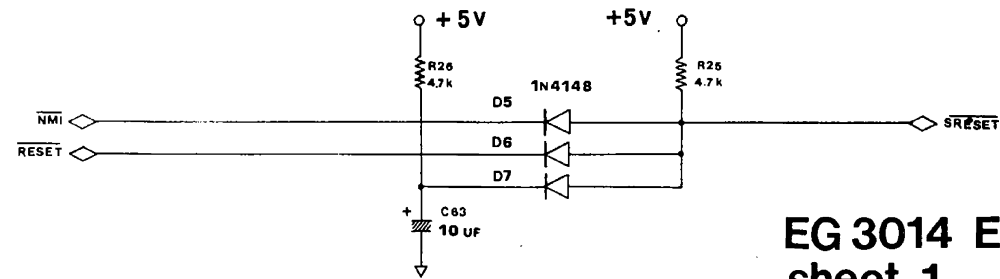 +5V
+5V
R26
4.7k
R25
4.7k
1N4148
D5
NMI
SRESET
D6
RESET
D7
+
C63
10 UF
EG 3014 E
sheet 1